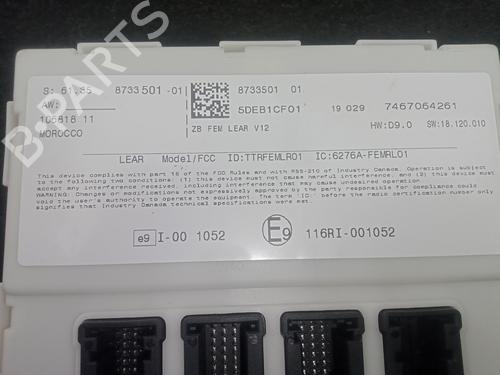 S: 61.35 8733 501 -01
AW:
105818 11
MOROCCO
8733501 01
5DEB1CF01
ZB FEM LEAR V12
19 029 7467064261
HW:D9.0 SW:18.120.010
LEAR Model/FCC ID:TTRFEMLR01 IC:6276A-FEMRL01
This device complies with part 15 of the FCC Rules and with RSS-210 of Industry Canada. Operation is subject
to the following two conditions: (1) this device must not cause harmful interference, and (2) this device must
accept any interference received, including interference that may cause undesired operation.
WARNING: Changes or modifications not expressively approved by the party responsible for compliance could
void the user's authority to operate the equipment. The term "IC:" before the radio certification number only
signifies that Industry Canada technical specifications were met.
e9 I-00 1052 E9 116RI-001052
BPARTS